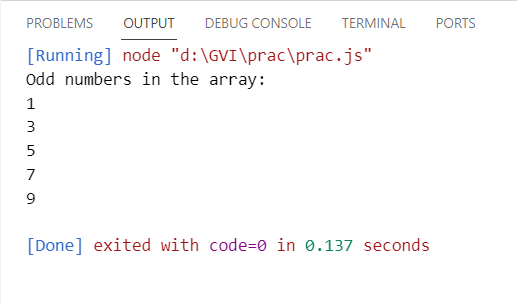 PROBLEMS OUTPUT DEBUG CONSOLE TERMINAL PORTS
[Running] node "d:\GVI\prac\prac.js"
Odd numbers in the array:
1
3
5
7
9
[Done] exited with code=0 in 0.137 seconds